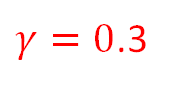 γ = 0.3